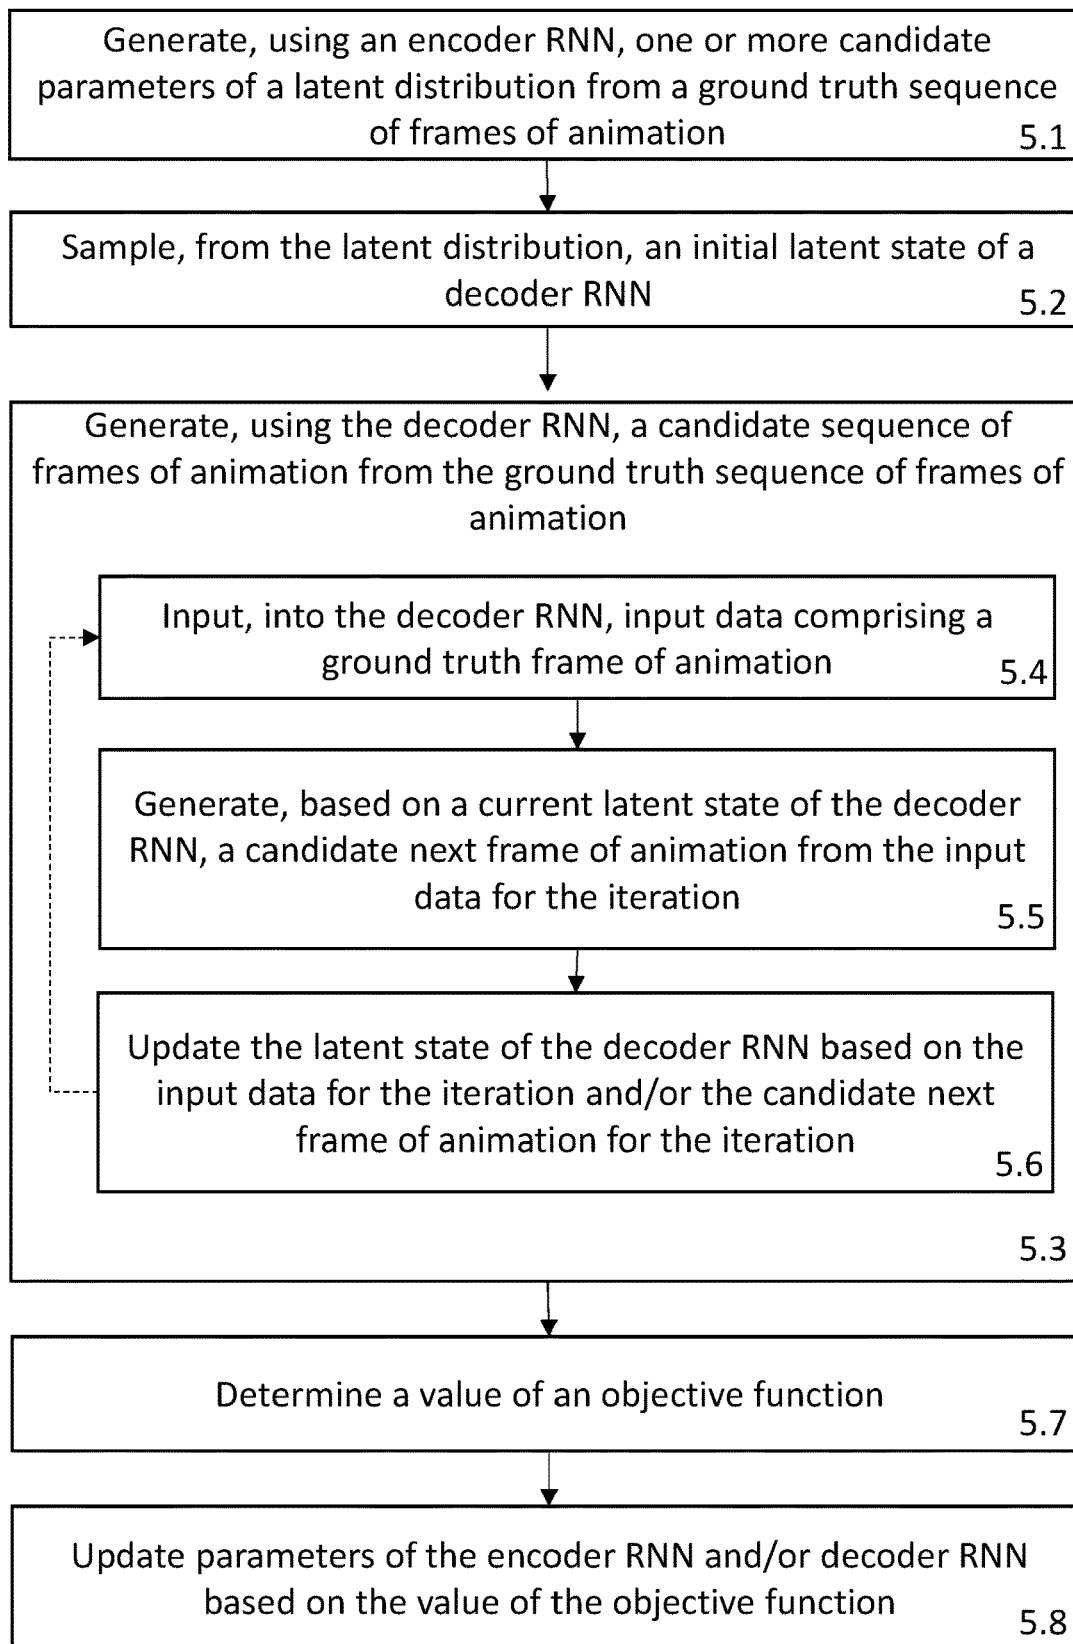 Generate, using an encoder RNN, one or more candidate
parameters of a latent distribution from a ground truth sequence
of frames of animation
5.1
Sample, from the latent distribution, an initial latent state of a
decoder RNN
5.2
Generate, using the decoder RNN, a candidate sequence of
frames of animation from the ground truth sequence of frames of
animation
Input, into the decoder RNN, input data comprising a
ground truth frame of animation
5.4
Generate, based on a current latent state of the decoder
RNN, a candidate next frame of animation from the input
data for the iteration
5.5
Update the latent state of the decoder RNN based on the
input data for the iteration and/or the candidate next
frame of animation for the iteration
5.6
5.3
Determine a value of an objective function
5.7
Update parameters of the encoder RNN and/or decoder RNN
based on the value of the objective function
5.8